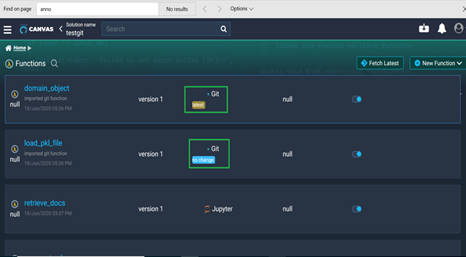 Find on page anno No results Options
CANVAS Solution name
testgit
Search
Home
Functions Fetch Latest New Function
domain_object
Imported git function
19/Jun/2020 05:36 PM
null version 1 Git null
latest
load_pkl_file
Imported git function
19/Jun/2020 05:36 PM
null version 1 Git null
no change
retrieve_docs
19/Jun/2020 03:37 PM
null version 1 Jupyter null